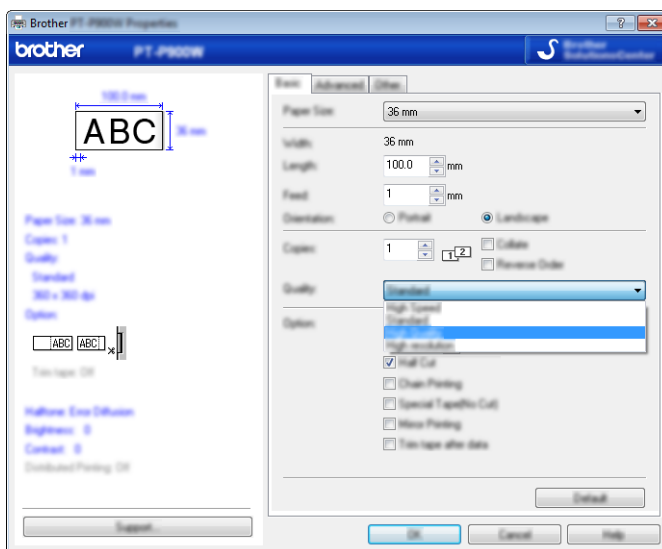 Brother PT-P900W Properties
brother PT-P900W
Brother
SolutionsCenter
100.0 mm
ABC
36 mm
1 mm
Paper Size: 36 mm
Copies: 1
Quality:
Standard
360 x 360 dpi
Option:
ABC ABC
Trim tape: Off
Halftone: Error Diffusion
Brightness: 0
Contrast: 0
Distributed Printing: Off
Support...
Basic Advanced Other
Paper Size: 36 mm
Width: 36 mm
Length: 100.0 mm
Feed: 1 mm
Orientation: Portrait Landscape
Copies: 1 1 2 Collate
Reverse Order
Quality: Standard
High Speed
Standard
High Quality
High resolution
Option:
Half Cut
Chain Printing
Special Tape(No Cut)
Mirror Printing
Trim tape after data
Default
OK Cancel Help